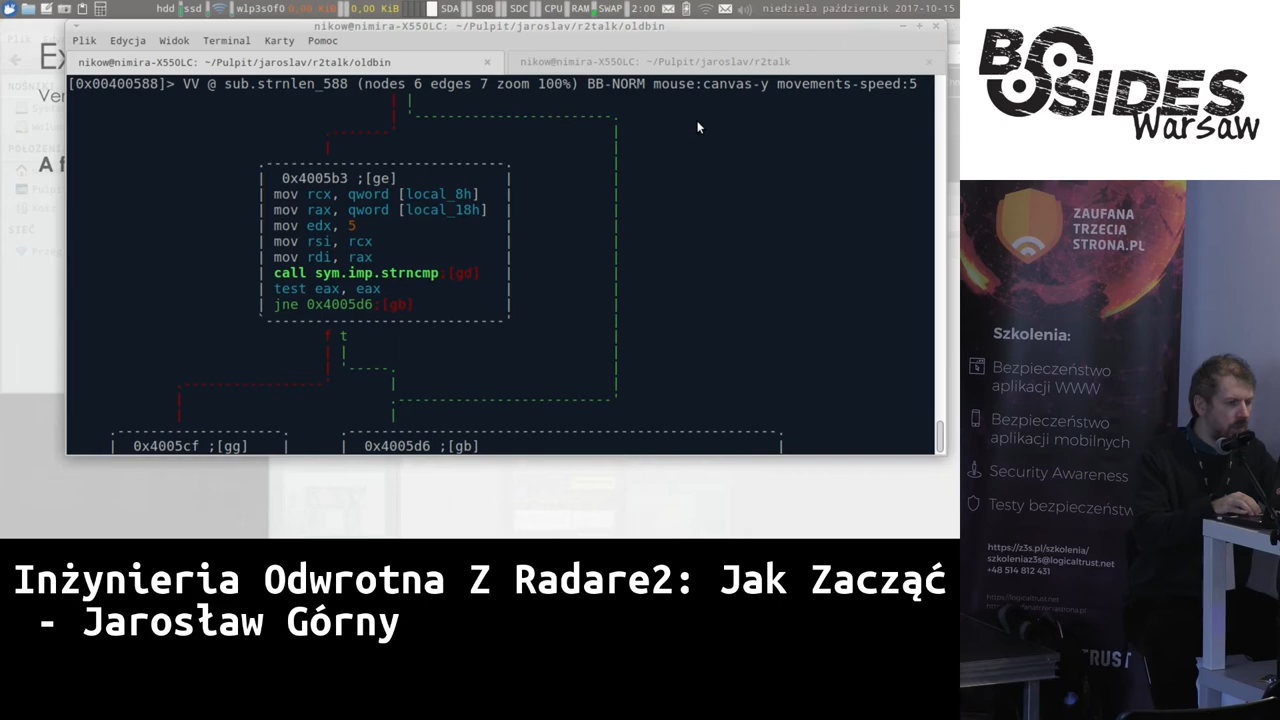 hdd ssd wlp3s0f0 0,00 KiB 0,00 KiB SDA SDB SDC CPU RAM SWAP 2:00 niedziela październik 2017-10-15
nikow@nimira-X550LC: ~/Pulpit/jaroslav/r2talk/oldbin
Plik Edycja Widok Terminal Karty Pomoc
nikow@nimira-X550LC: ~/Pulpit/jaroslav/r2talk/oldbin × nikow@nimira-X550LC: ~/Pulpit/jaroslav/r2talk ×
[0x00400588]> VV @ sub.strnlen_588 (nodes 6 edges 7 zoom 100%) BB-NORM mouse:canvas-y movements-speed:5
0x4005b3 ;[ge]
mov rcx, qword [local_8h]
mov rax, qword [local_18h]
mov edx, 5
mov rsi, rcx
mov rdi, rax
call sym.imp.strncmp;[gd]
test eax, eax
jne 0x4005d6;[gb]
f t
0x4005cf ;[gg] 0x4005d6 ;[gb]
Inżynieria Odwrotna Z Radare2: Jak Zacząć
- Jarosław Górny
BSIDES
Warsaw
ZAUFANA
TRZECIA
STRONA.PL
Szkolenia:
Bezpieczeństwo
aplikacji WWW
Bezpieczeństwo
aplikacji mobilnych
Security Awareness
Testy bezpieczeństw
https://z3s.pl/szkolenia/
szkoleniaz3s@logicaltrust.net
+48 514 812 431
TRUST